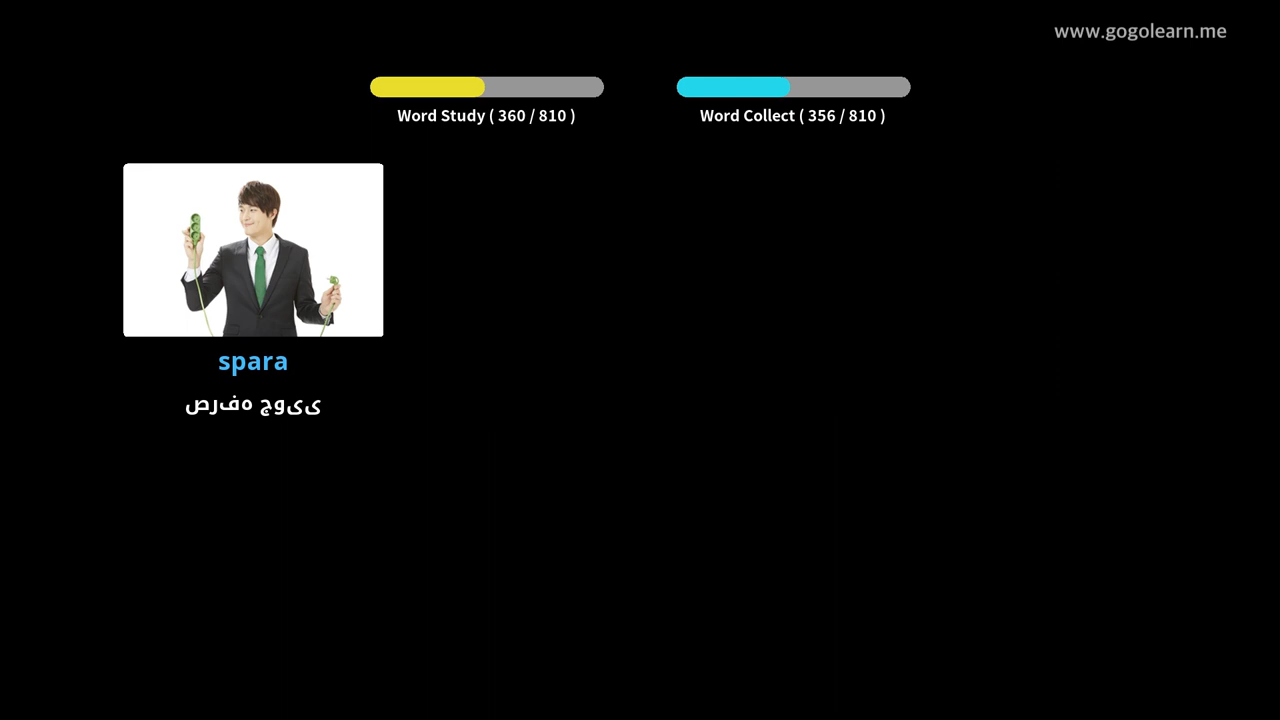 www.gogolearn.me
Word Study ( 360 / 810 )
Word Collect ( 356 / 810 )
spara
صرفه جویی